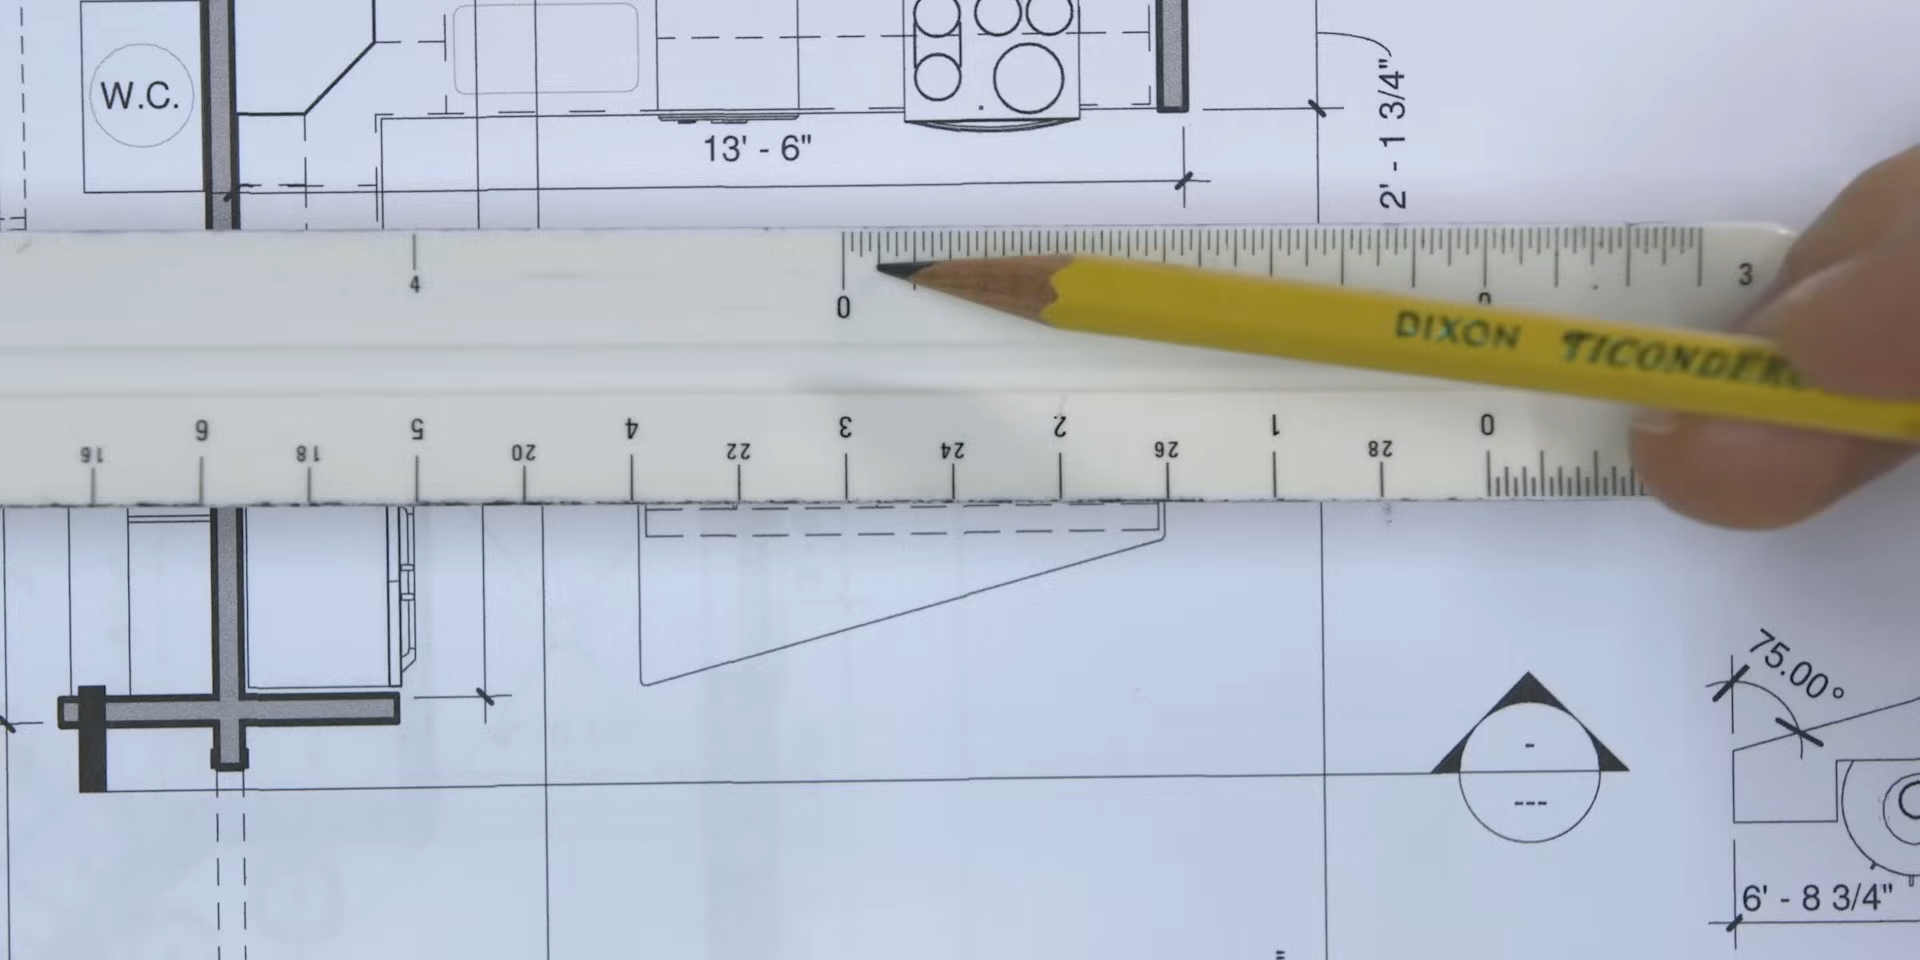 W.C.
13' - 6"
2' - 1 3/4"
4
0
3
DIXON TICONDER
6 5 4 3 2 1 0
16 18 20 22 24 26 28
75.00°
-
---
6' - 8 3/4"